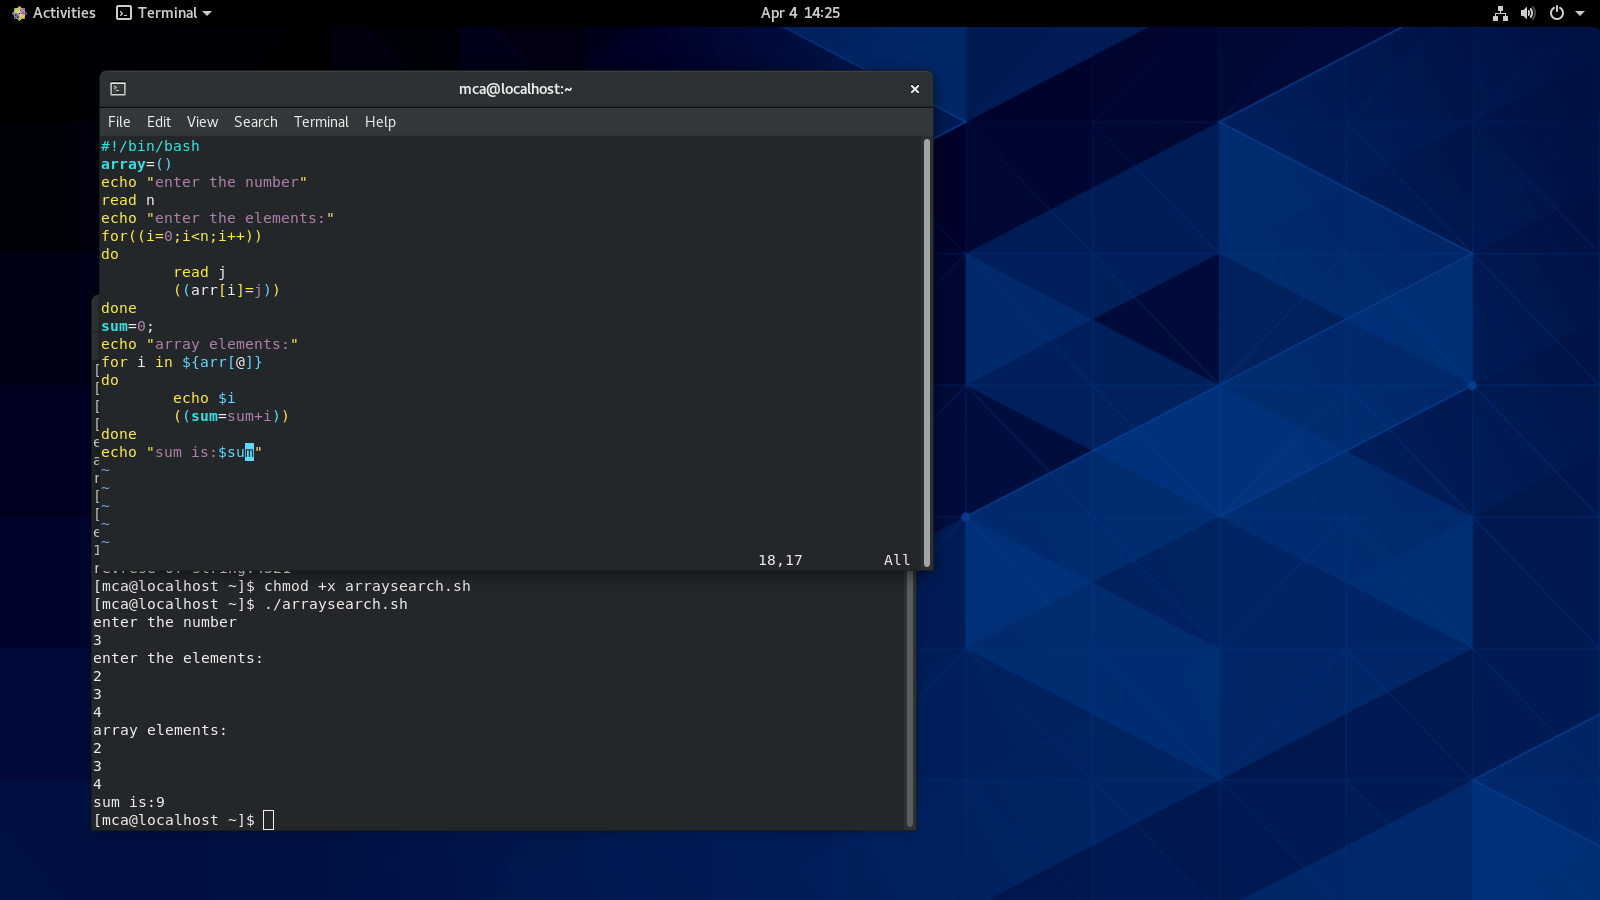 Activities Terminal Apr 4 14:25
mca@localhost:~
File Edit View Search Terminal Help
#!/bin/bash
array=()
echo "enter the number"
read n
echo "enter the elements:"
for((i=0;i<n;i++))
do
        read j
        ((arr[i]=j))
done
sum=0;
echo "array elements:"
for i in ${arr[@]}
do
        echo $i
        ((sum=sum+i))
done
echo "sum is:$sum"
~
~
~
~
~
18,17 All
[mca@localhost ~]$ chmod +x arraysearch.sh
[mca@localhost ~]$ ./arraysearch.sh
enter the number
3
enter the elements:
2
3
4
array elements:
2
3
4
sum is:9
[mca@localhost ~]$